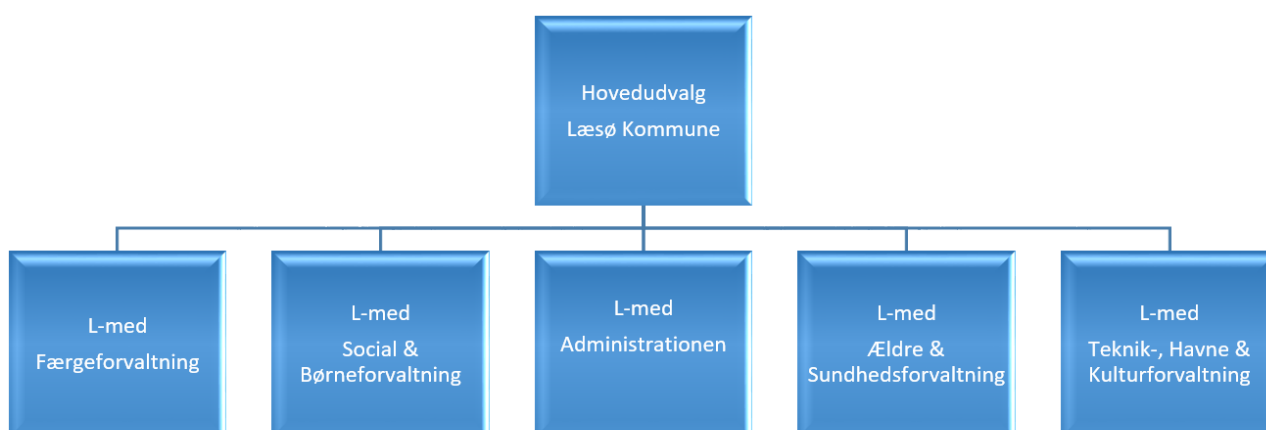 Hovedudvalg
Læsø Kommune
L-med
Færgeforvaltning
L-med
Social &
Børneforvaltning
L-med
Administrationen
L-med
Ældre &
Sundhedsforvaltning
L-med
Teknik-, Havne &
Kulturforvaltning